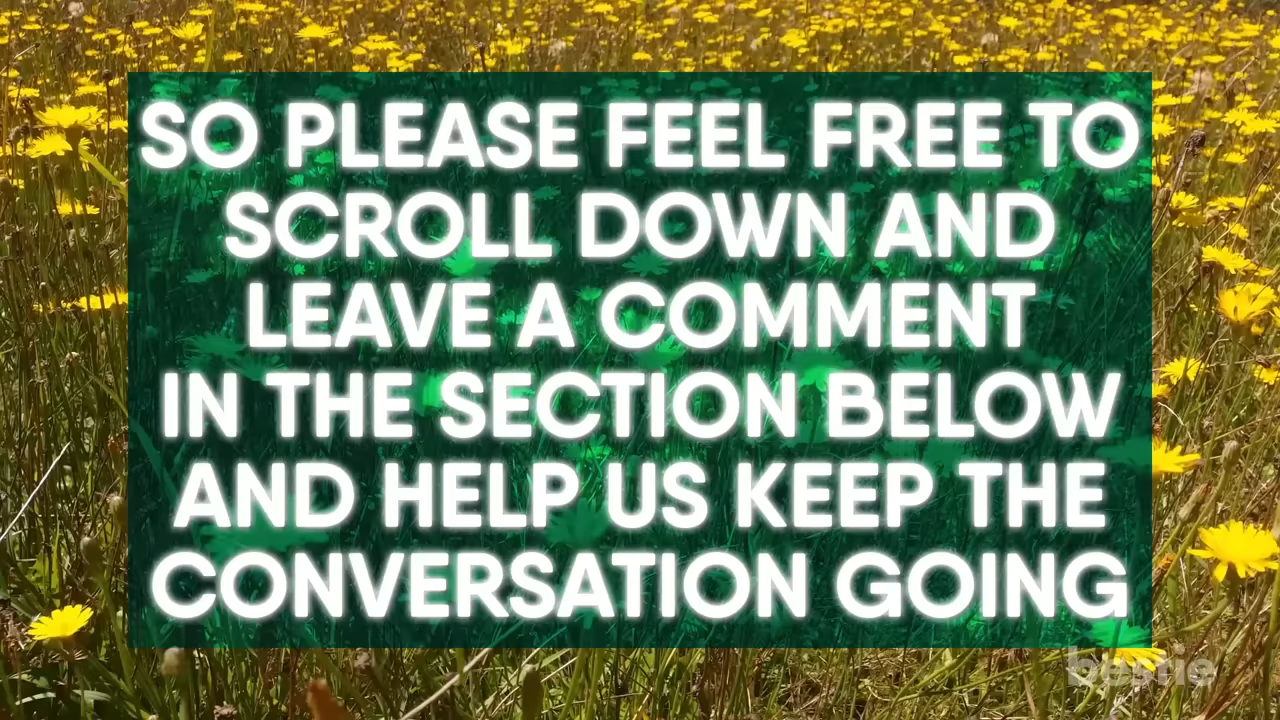 SO PLEASE FEEL FREE TO
SCROLL DOWN AND
LEAVE A COMMENT
IN THE SECTION BELOW
AND HELP US KEEP THE
CONVERSATION GOING
bestie